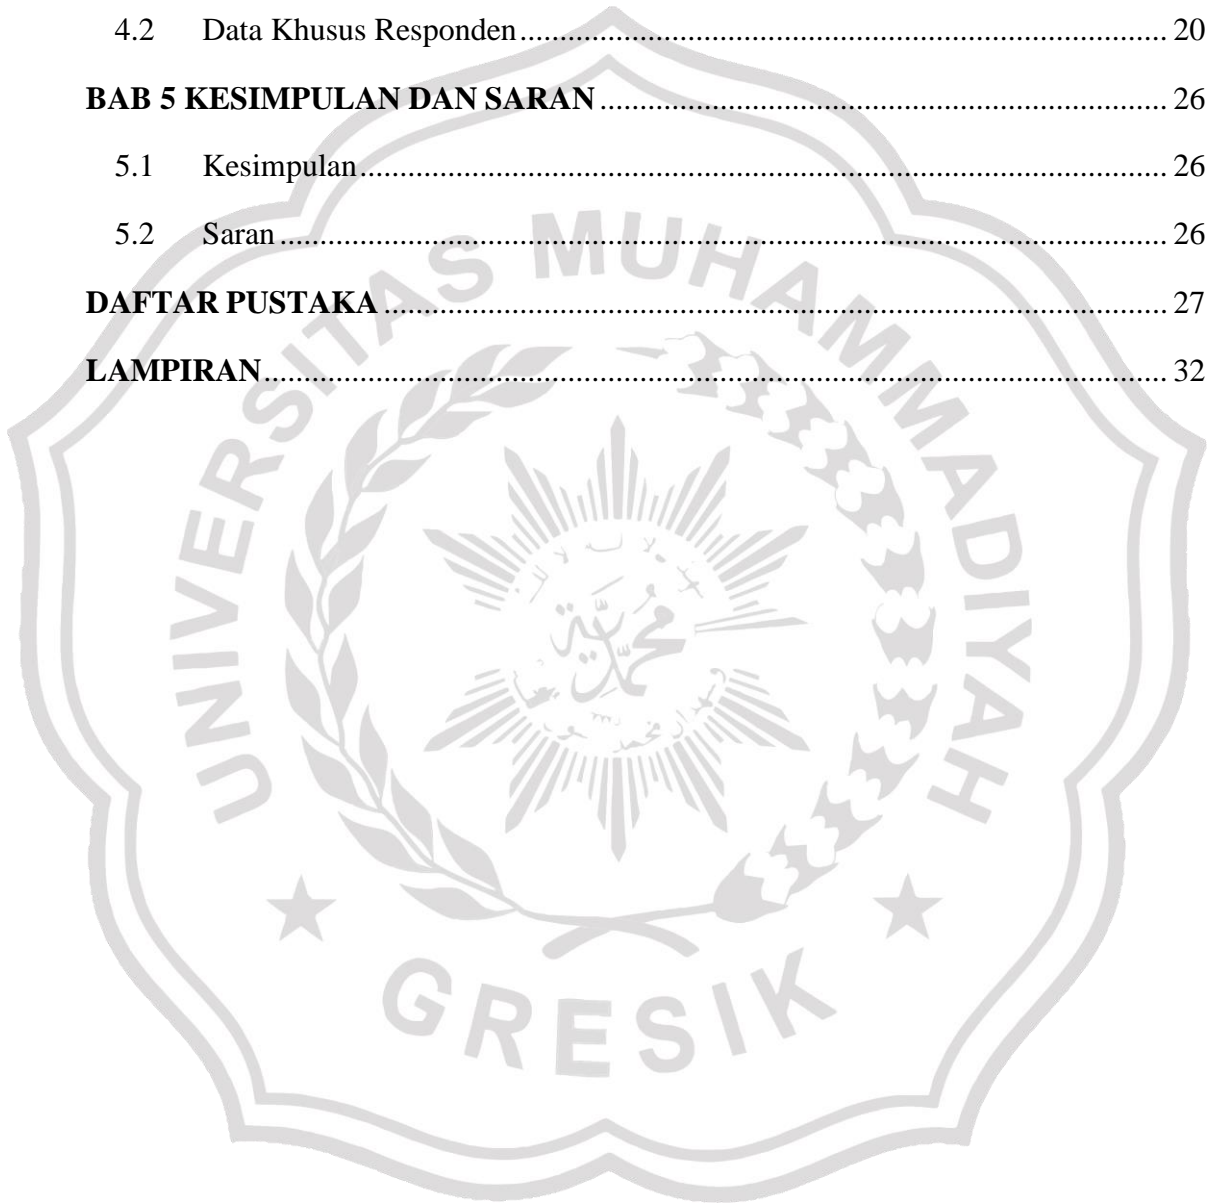 4.2 Data Khusus Responden........................................................................ 20
BAB 5 KESIMPULAN DAN SARAN............................................................... 26
5.1 Kesimpulan.......................................................................................... 26
5.2 Saran.................................................................................................... 26
DAFTAR PUSTAKA....................................................................................... 27
LAMPIRAN..................................................................................................... 32
UNIVERSITAS MUHAMMADIYAH
محمدية
GRESIK